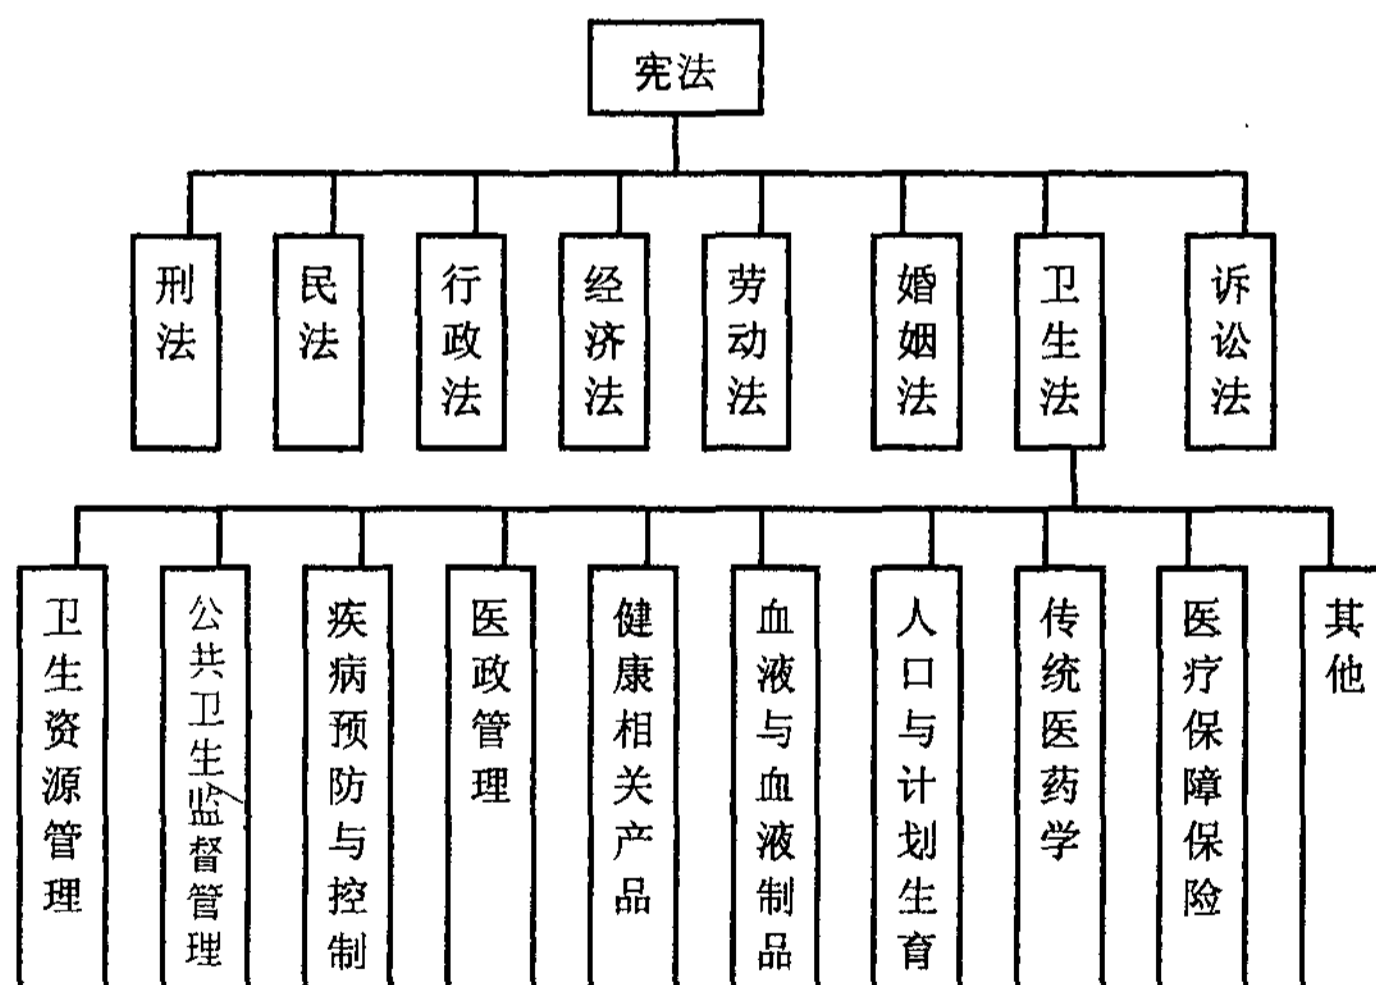 宪法
刑法
民法
行政法
经济法
劳动法
婚姻法
卫生法
诉讼法
卫生资源管理
公共卫生监督管理
疾病预防与控制
医政管理
健康相关产品
血液与血液制品
人口与计划生育
传统医药学
医疗保障保险
其他